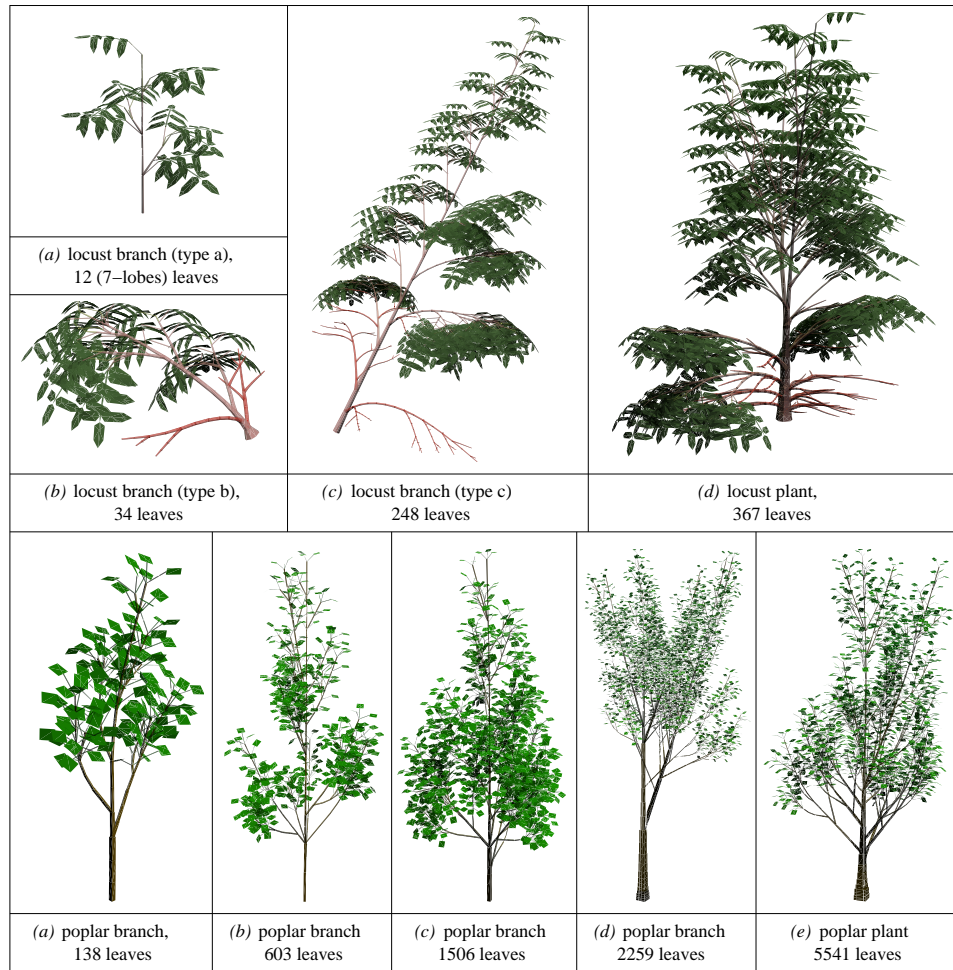 (a) locust branch (type a),
12 (7–lobes) leaves
(b) locust branch (type b),
34 leaves
(c) locust branch (type c)
248 leaves
(d) locust plant,
367 leaves
(a) poplar branch,
138 leaves
(b) poplar branch
603 leaves
(c) poplar branch
1506 leaves
(d) poplar branch
2259 leaves
(e) poplar plant
5541 leaves